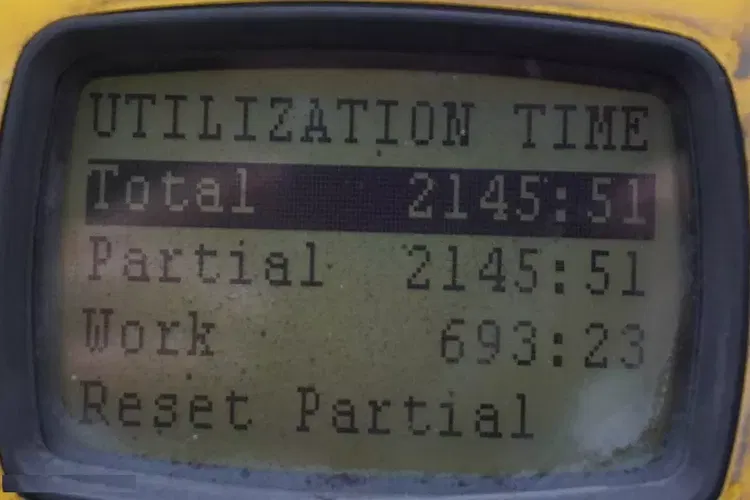 UTILIZATION TIME
Total 2145:51
Partial 2145:51
Work 693:23
Reset Partial